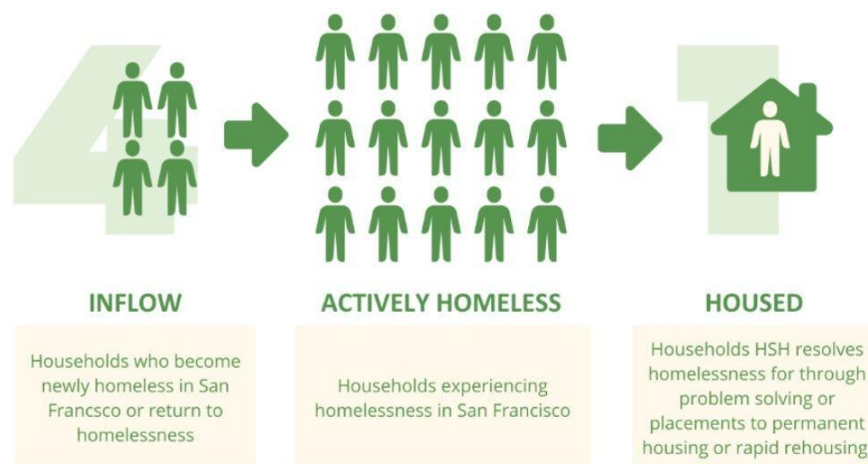 4
1
INFLOW
ACTIVELY HOMELESS
HOUSED
Households who become
newly homeless in San
Francsco or return to
homelessness
Households experiencing
homelessness in San Francisco
Households HSH resolves
homelessness for through
problem solving or
placements to permanent
housing or rapid rehousing